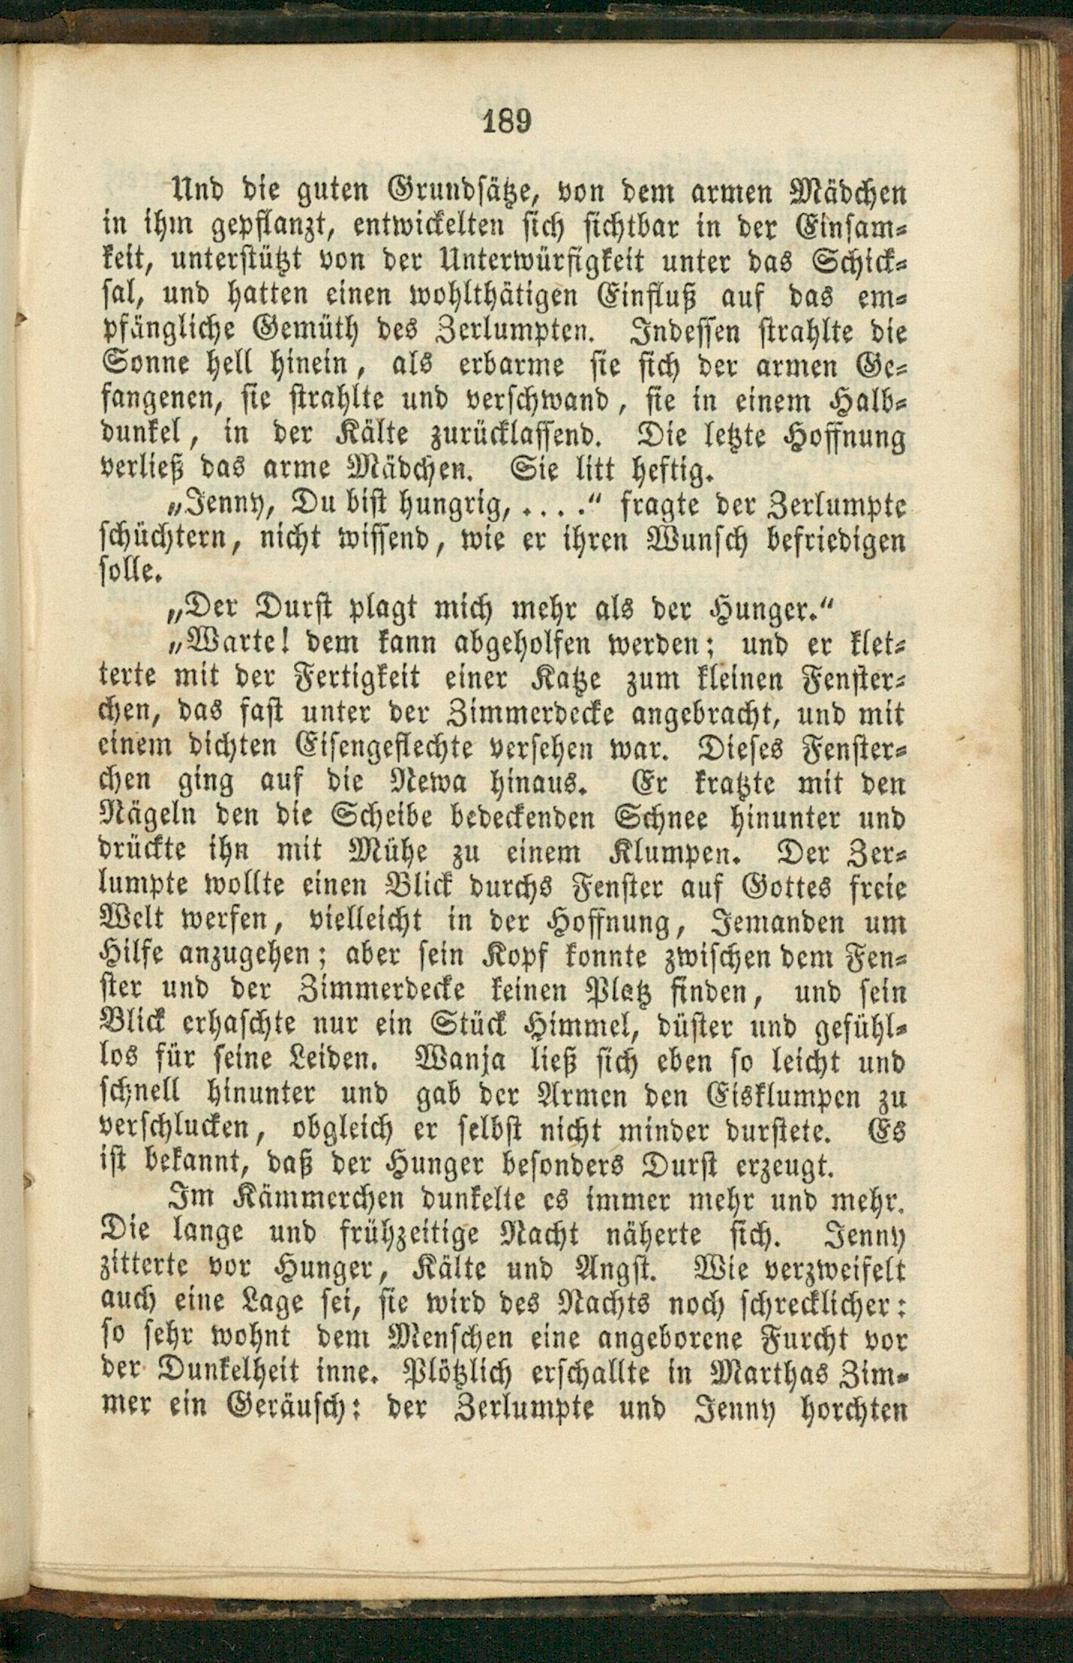 189
Und die guten Grundsätze, von dem armen Mädchen
in ihm gepflanzt, entwickelten sich sichtbar in der Einsam-
keit, unterstützt von der Unterwürfigkeit unter das Schick-
sal, und hatten einen wohlthätigen Einfluß auf das em-
pfängliche Gemüth des Zerlumpten. Indessen strahlte die
Sonne hell hinein, als erbarme sie sich der armen Ge-
fangenen, sie strahlte und verschwand, sie in einem Halb-
dunkel, in der Kälte zurücklassend. Die letzte Hoffnung
verließ das arme Mädchen. Sie litt heftig.
„Jenny, Du bist hungrig, . . . .“ fragte der Zerlumpte
schüchtern, nicht wissend, wie er ihren Wunsch befriedigen
solle.
„Der Durst plagt mich mehr als der Hunger.“
„Warte! dem kann abgeholfen werden; und er klet-
terte mit der Fertigkeit einer Katze zum kleinen Fenster-
chen, das fast unter der Zimmerdecke angebracht, und mit
einem dichten Eisengeflechte versehen war. Dieses Fenster-
chen ging auf die Newa hinaus. Er kratzte mit den
Nägeln den die Scheibe bedeckenden Schnee hinunter und
drückte ihn mit Mühe zu einem Klumpen. Der Zer-
lumpte wollte einen Blick durchs Fenster auf Gottes freie
Welt werfen, vielleicht in der Hoffnung, Jemanden um
Hilfe anzugehen; aber sein Kopf konnte zwischen dem Fen-
ster und der Zimmerdecke keinen Platz finden, und sein
Blick erhaschte nur ein Stück Himmel, düster und gefühl-
los für seine Leiden. Wanja ließ sich eben so leicht und
schnell hinunter und gab der Armen den Eisklumpen zu
verschlucken, obgleich er selbst nicht minder durstete. Es
ist bekannt, daß der Hunger besonders Durst erzeugt.
Im Kämmerchen dunkelte es immer mehr und mehr.
Die lange und frühzeitige Nacht näherte sich. Jenny
zitterte vor Hunger, Kälte und Angst. Wie verzweifelt
auch eine Lage sei, sie wird des Nachts noch schrecklicher:
so sehr wohnt dem Menschen eine angeborene Furcht vor
der Dunkelheit inne. Plötzlich erschallte in Marthas Zim-
mer ein Geräusch: der Zerlumpte und Jenny horchten